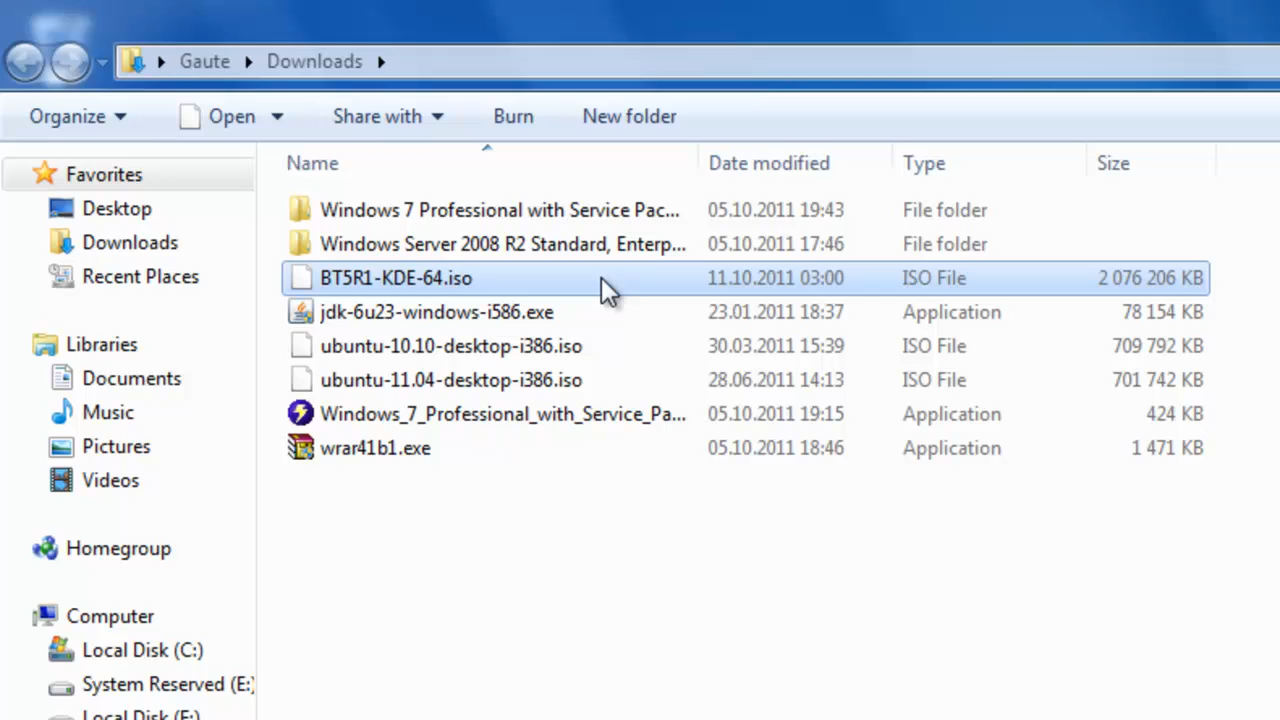 Gaute Downloads
Organize Open Share with Burn New folder
Name Date modified Type Size
Favorites
Desktop
Downloads
Recent Places
Libraries
Documents
Music
Pictures
Videos
Homegroup
Computer
Local Disk (C:)
System Reserved (E:)
Local Disk (F:)
Windows 7 Professional with Service Pac... 05.10.2011 19:43 File folder
Windows Server 2008 R2 Standard, Enterp... 05.10.2011 17:46 File folder
BT5R1-KDE-64.iso 11.10.2011 03:00 ISO File 2 076 206 KB
jdk-6u23-windows-i586.exe 23.01.2011 18:37 Application 78 154 KB
ubuntu-10.10-desktop-i386.iso 30.03.2011 15:39 ISO File 709 792 KB
ubuntu-11.04-desktop-i386.iso 28.06.2011 14:13 ISO File 701 742 KB
Windows_7_Professional_with_Service_Pa... 05.10.2011 19:15 Application 424 KB
wrar41b1.exe 05.10.2011 18:46 Application 1 471 KB